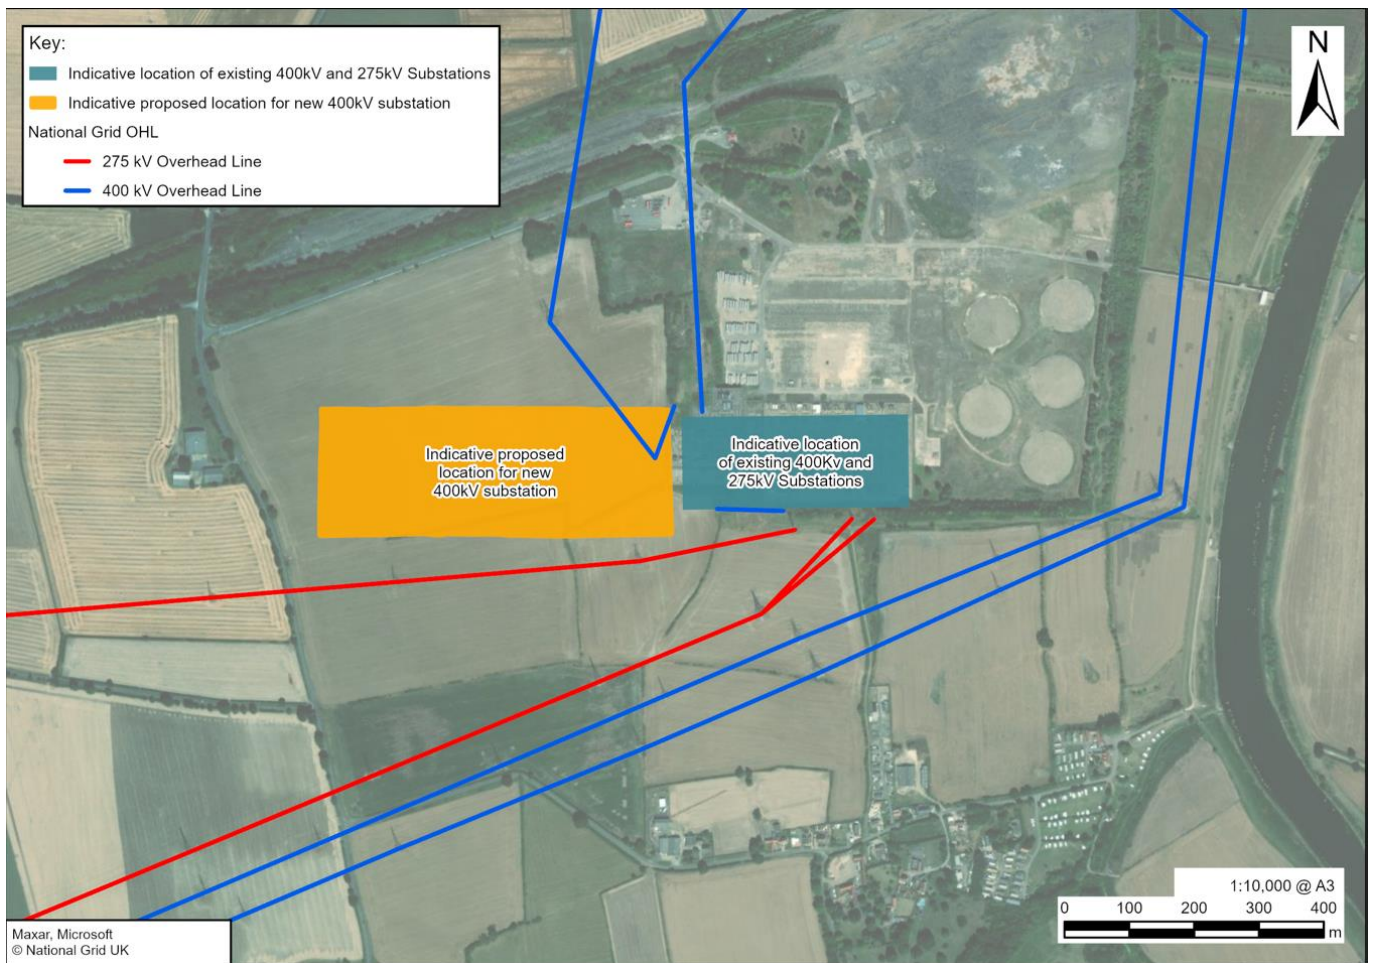 Key:
Indicative location of existing 400kV and 275kV Substations
Indicative proposed location for new 400kV substation
National Grid OHL
275 kV Overhead Line
400 kV Overhead Line
N
Indicative proposed
location for new
400kV substation
Indicative location
of existing 400Kv and
275kV Substations
1:10,000 @ A3
0 100 200 300 400
m
Maxar, Microsoft
© National Grid UK